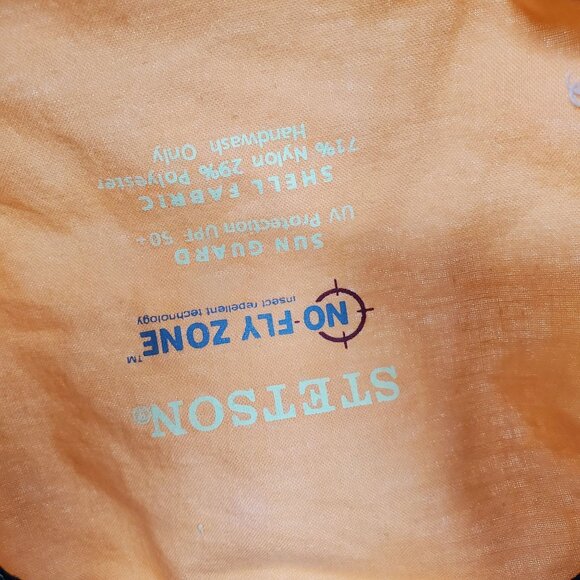 STETSON®
NO FLY ZONE™
insect repellent technology
SUN GUARD
UV Protection UPF 50+
SHELL FABRIC
71% Nylon 29% Polyester
Handwash Only